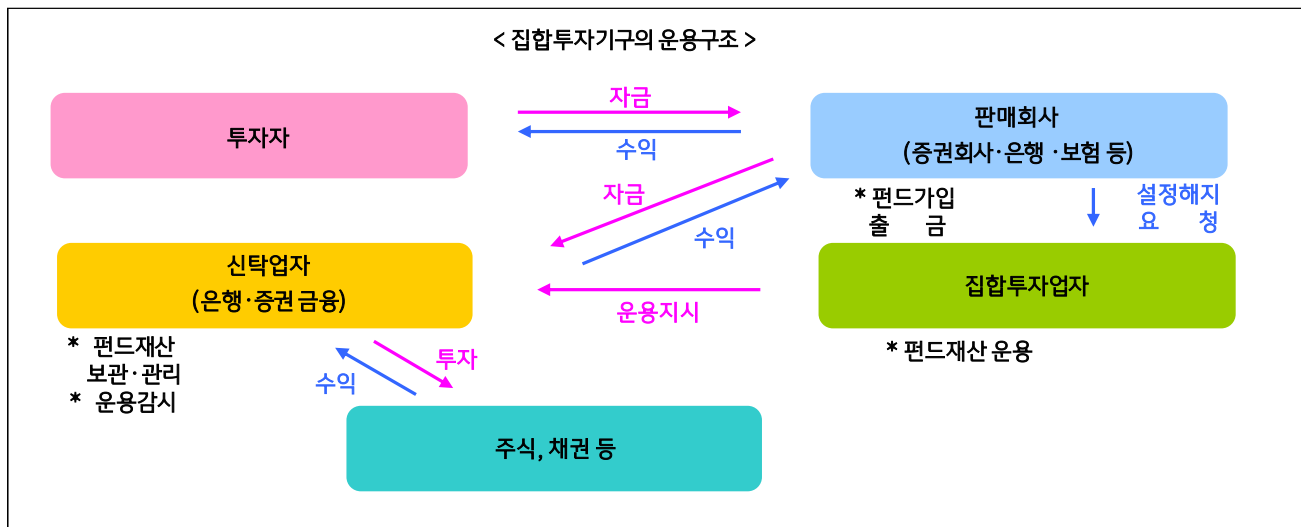 < 집합투자기구의 운용구조 >
자금
투자자
판매회사
(증권회사·은행 ·보험 등)
수익
자금
* 펀드가입
출 금
설정해지
요 청
수익
신탁업자
(은행·증권 금융)
집합투자업자
운용지시
* 펀드재산
보관·관리
* 운용감시
* 펀드재산 운용
투자
수익
주식, 채권 등